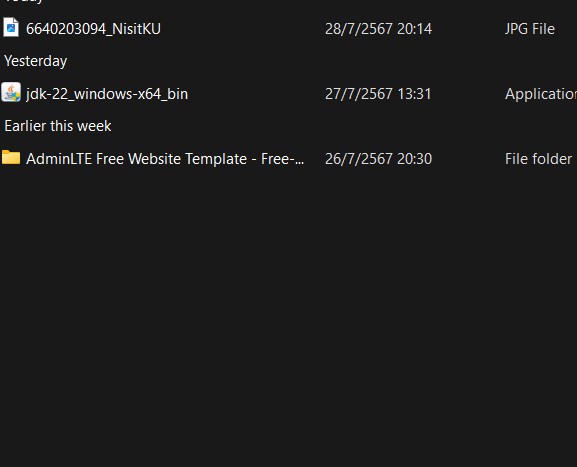 Today
6640203094_NisitKU 28/7/2567 20:14 JPG File
Yesterday
jdk-22_windows-x64_bin 27/7/2567 13:31 Application
Earlier this week
AdminLTE Free Website Template - Free-... 26/7/2567 20:30 File folder